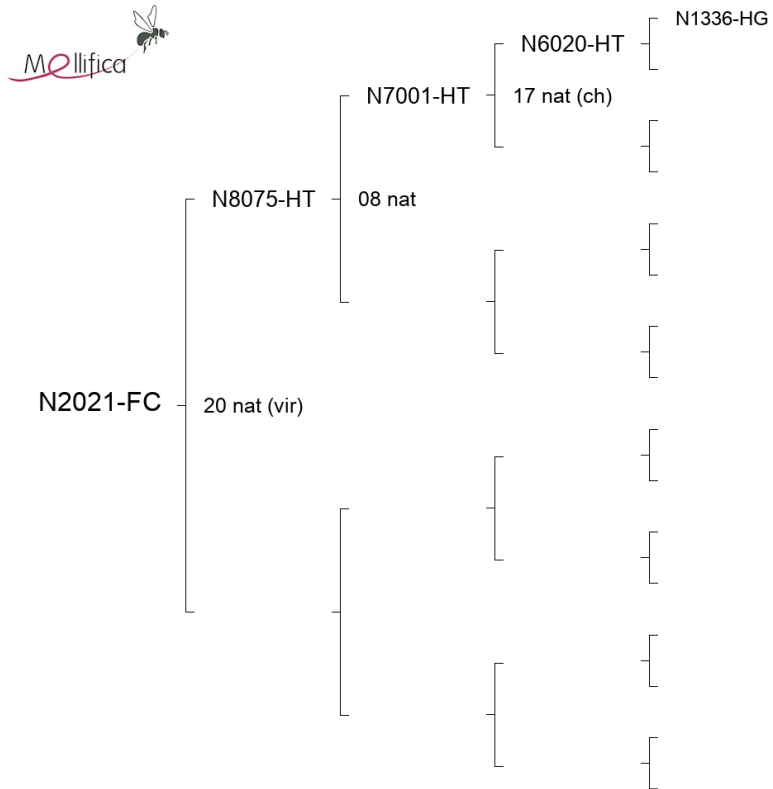 Mellifica
N1336-HG
N6020-HT
N7001-HT
17 nat (ch)
N8075-HT
08 nat
N2021-FC
20 nat (vir)